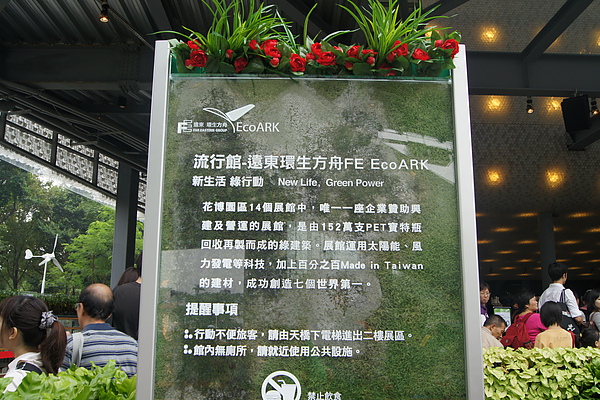 FE 遠東 環生方舟
FAR EASTERN GROUP
EcoARK
流行館-遠東環生方舟FE EcoARK
新生活 綠行動 New Life, Green Power
花博園區14個展館中，唯一一座企業贊助興
建及營運的展館，是由152萬支PET寶特瓶
回收再製而成的綠建築。展館運用太陽能、風
力發電等科技，加上百分之百Made in Taiwan
的建材，成功創造七個世界第一。
提醒事項
行動不便旅客，請由天橋下電梯進出二樓展區。
館內無廁所，請就近使用公共設施。
禁止飲食